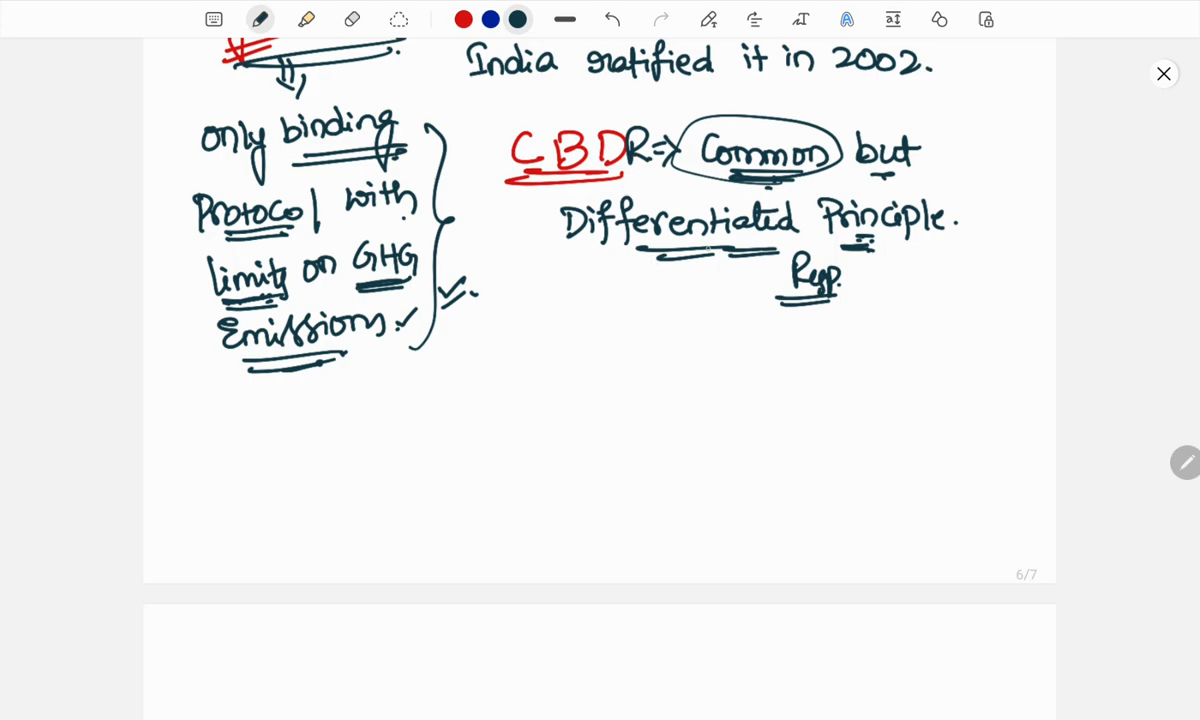 India ratified it in 2002.
only binding
Protocol with
limits on GHG
Emissions
CBDR => Common but
Differentiated Principle.
Resp.
6/7